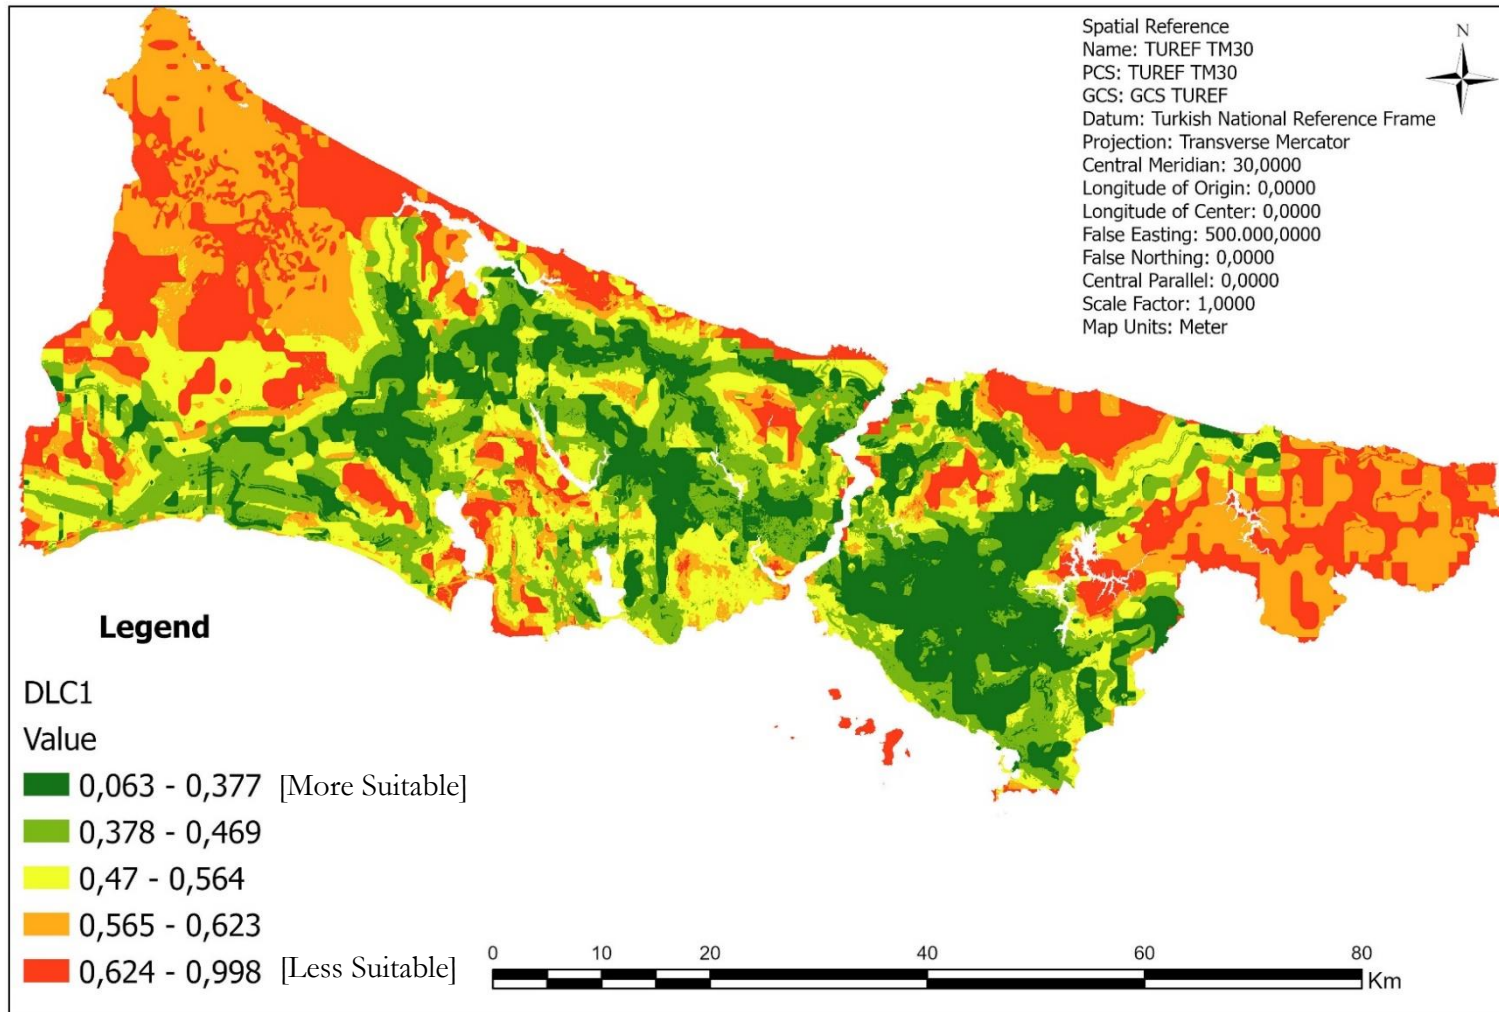 Spatial Reference
Name: TUREF TM30
PCS: TUREF TM30
GCS: GCS TUREF
Datum: Turkish National Reference Frame
Projection: Transverse Mercator
Central Meridian: 30,0000
Longitude of Origin: 0,0000
Longitude of Center: 0,0000
False Easting: 500.000,0000
False Northing: 0,0000
Central Parallel: 0,0000
Scale Factor: 1,0000
Map Units: Meter
N
Legend
DLC1
Value
0,063 - 0,377 [More Suitable]
0,378 - 0,469
0,47 - 0,564
0,565 - 0,623
0,624 - 0,998 [Less Suitable]
0 10 20 40 60 80
Km